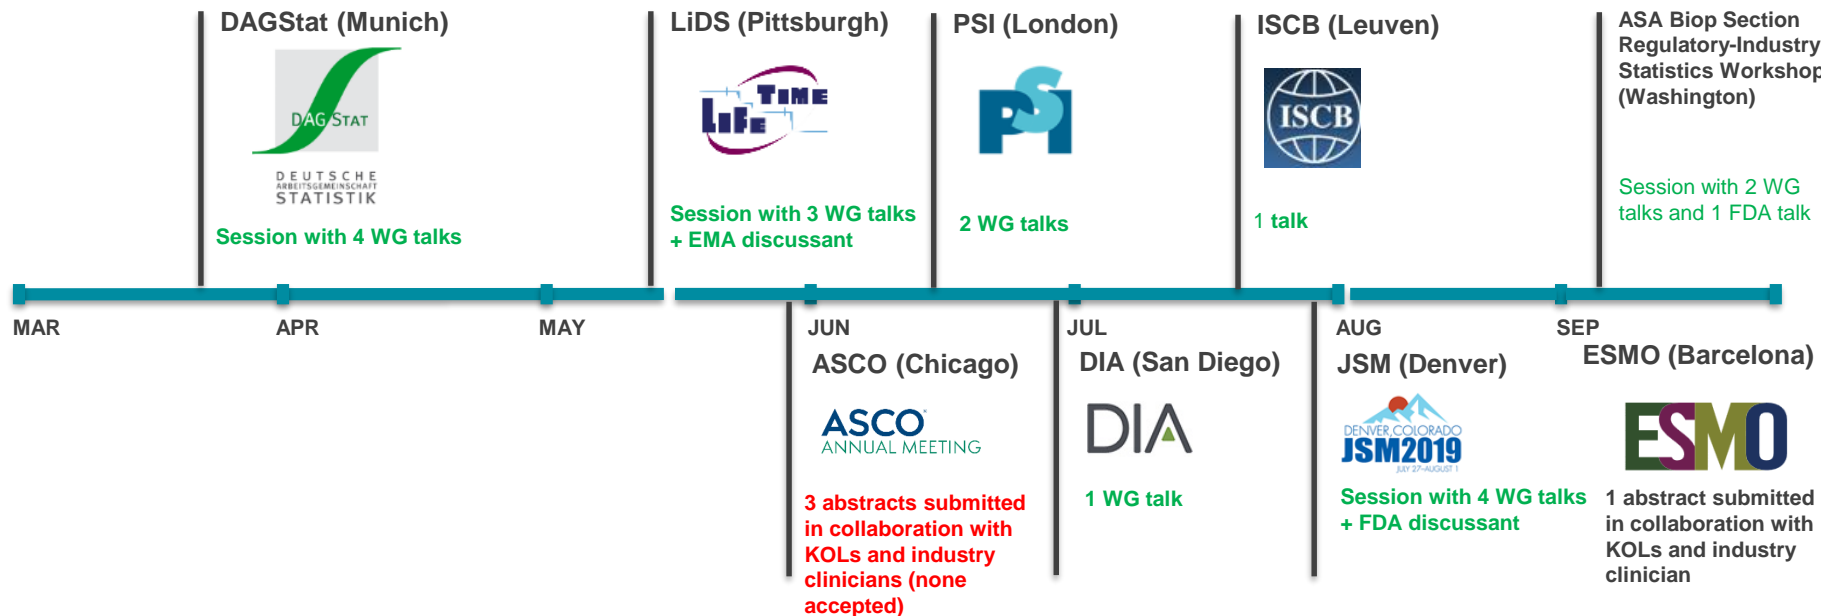 DAGStat (Munich)
DAG STAT
DEUTSCHE
ARBEITSGEMEINSCHAFT
STATISTIK
Session with 4 WG talks
LiDS (Pittsburgh)
LIFE TIME
Session with 3 WG talks
+ EMA discussant
PSI (London)
PSI
2 WG talks
ISCB (Leuven)
ISCB
1 talk
ASA Biop Section
Regulatory-Industry
Statistics Workshop
(Washington)
Session with 2 WG
talks and 1 FDA talk
MAR
APR
MAY
JUN
JUL
AUG
SEP
ASCO (Chicago)
ASCO
ANNUAL MEETING
3 abstracts submitted
in collaboration with
KOLs and industry
clinicians (none
accepted)
DIA (San Diego)
DIA
1 WG talk
JSM (Denver)
DENVER, COLORADO
JSM2019
JULY 27–AUGUST 1
Session with 4 WG talks
+ FDA discussant
ESMO (Barcelona)
ESMO
1 abstract submitted
in collaboration with
KOLs and industry
clinician